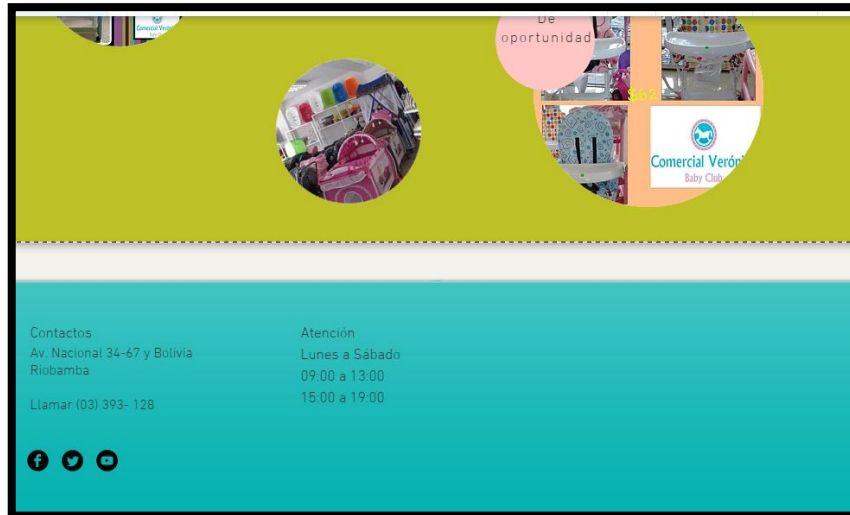 De
oportunidad
$62
Comercial Veróni
Baby Club
Contactos
Av. Nacional 34-67 y Bolivia
Riobamba
Llamar (03) 393- 128
Atención
Lunes a Sábado
09:00 a 13:00
15:00 a 19:00